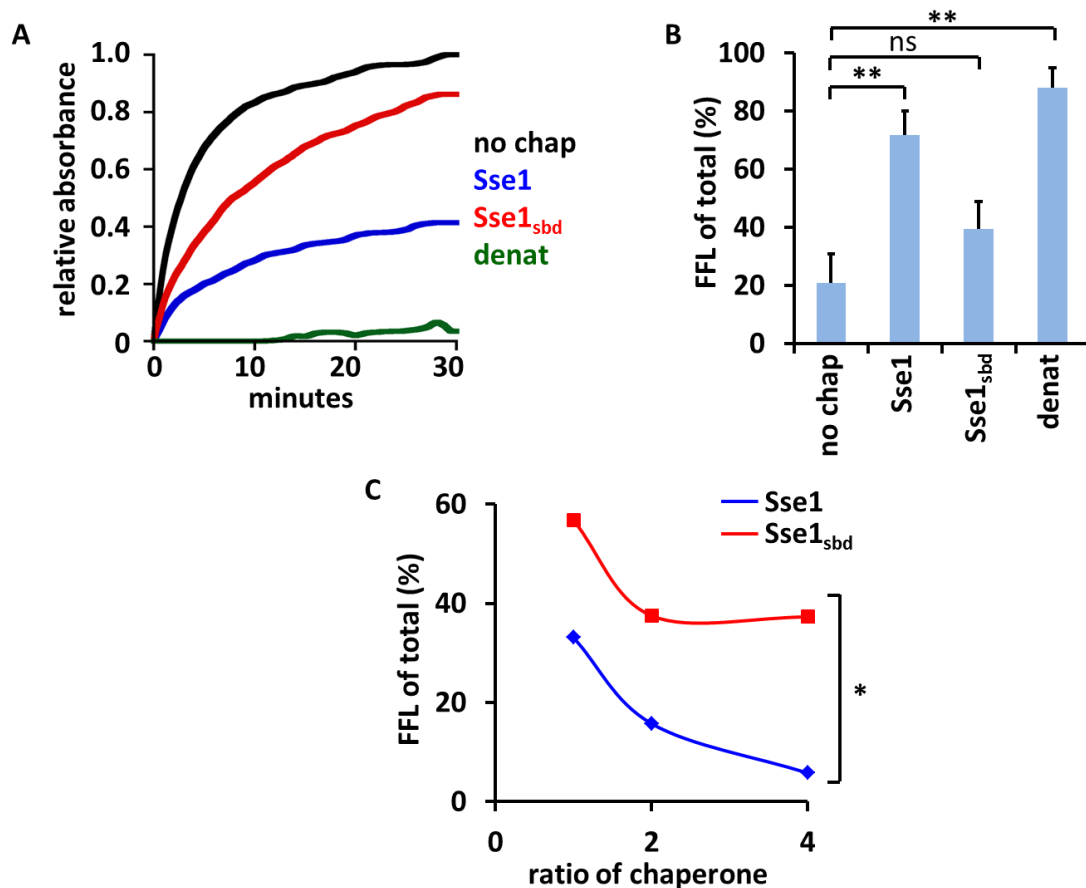 A
relative absorbance
1.0
0.8
0.6
0.4
0.2
0
0 10 20 30
minutes
no chap
Sse1
Sse1sbd
denat
B
FFL of total (%)
100
80
60
40
20
0
**
ns
**
no chap
Sse1
Sse1sbd
denat
C
FFL of total (%)
60
40
20
0
0 2 4
ratio of chaperone
Sse1
Sse1sbd
*